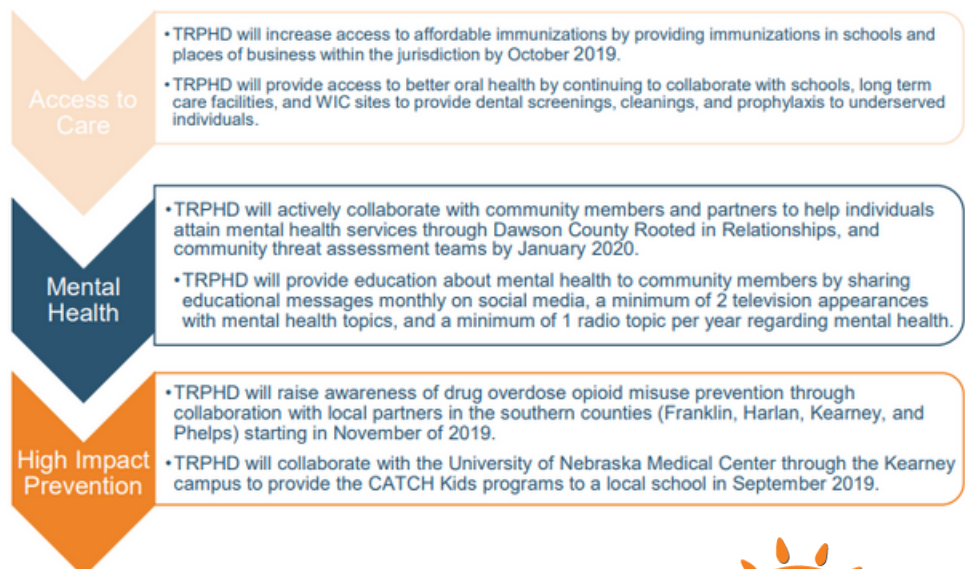 Access to
Care
• TRPHD will increase access to affordable immunizations by providing immunizations in schools and
places of business within the jurisdiction by October 2019.
• TRPHD will provide access to better oral health by continuing to collaborate with schools, long term
care facilities, and WIC sites to provide dental screenings, cleanings, and prophylaxis to underserved
individuals.
Mental
Health
• TRPHD will actively collaborate with community members and partners to help individuals
attain mental health services through Dawson County Rooted in Relationships, and
community threat assessment teams by January 2020.
• TRPHD will provide education about mental health to community members by sharing
educational messages monthly on social media, a minimum of 2 television appearances
with mental health topics, and a minimum of 1 radio topic per year regarding mental health.
High Impact
Prevention
• TRPHD will raise awareness of drug overdose opioid misuse prevention through
collaboration with local partners in the southern counties (Franklin, Harlan, Kearney, and
Phelps) starting in November of 2019.
• TRPHD will collaborate with the University of Nebraska Medical Center through the Kearney
campus to provide the CATCH Kids programs to a local school in September 2019.